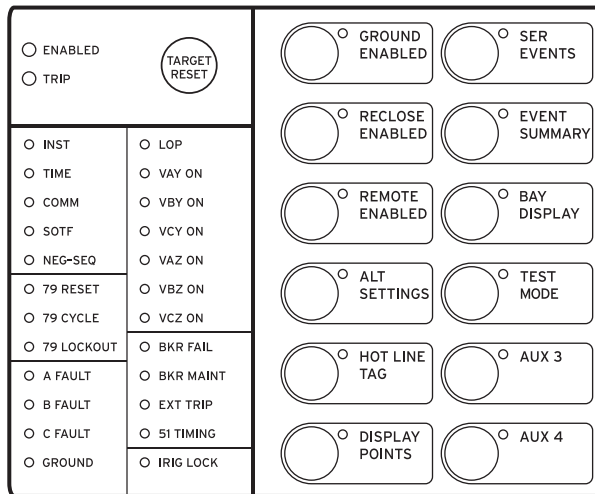 ENABLED
TRIP
TARGET
RESET
INST
TIME
COMM
SOTF
NEG-SEQ
79 RESET
79 CYCLE
79 LOCKOUT
A FAULT
B FAULT
C FAULT
GROUND
LOP
VAY ON
VBY ON
VCY ON
VAZ ON
VBZ ON
VCZ ON
BKR FAIL
BKR MAINT
EXT TRIP
51 TIMING
IRIG LOCK
GROUND
ENABLED
RECLOSE
ENABLED
REMOTE
ENABLED
ALT
SETTINGS
HOT LINE
TAG
DISPLAY
POINTS
SER
EVENTS
EVENT
SUMMARY
BAY
DISPLAY
TEST
MODE
AUX 3
AUX 4